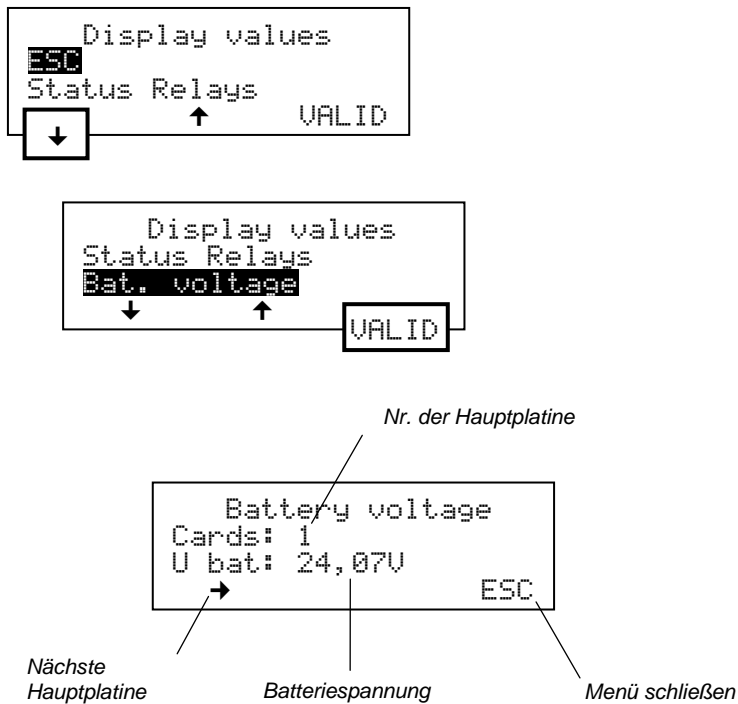 Display values
ESC
Status Relays
↑ VALID
↓
Display values
Status Relays
Bat. voltage
↓ ↑
VALID
Nr. der Hauptplatine
Battery voltage
Cards: 1
U bat: 24,07V
→ ESC
Nächste
Hauptplatine
Batteriespannung
Menü schließen